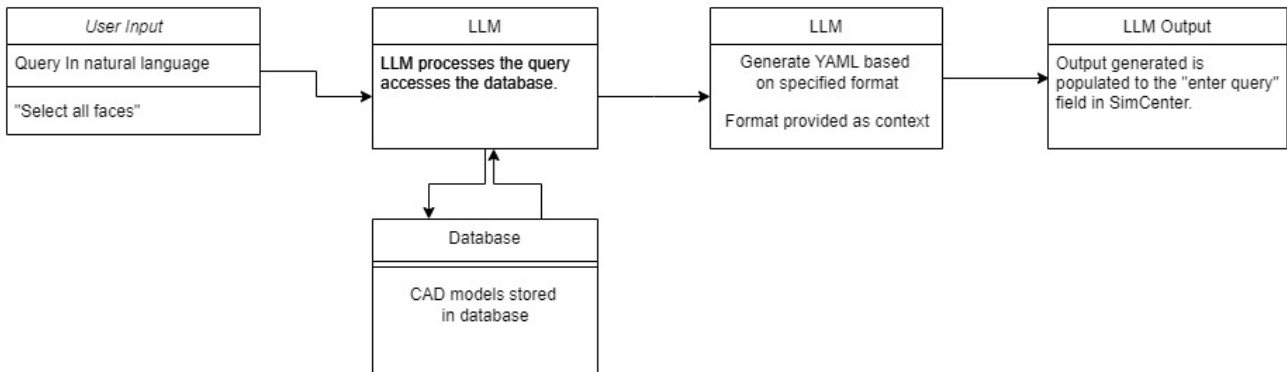 User Input
Query In natural language
"Select all faces"
LLM
LLM processes the query
accesses the database.
LLM
Generate YAML based
on specified format
Format provided as context
LLM Output
Output generated is
populated to the "enter query"
field in SimCenter.
Database
CAD models stored
in database